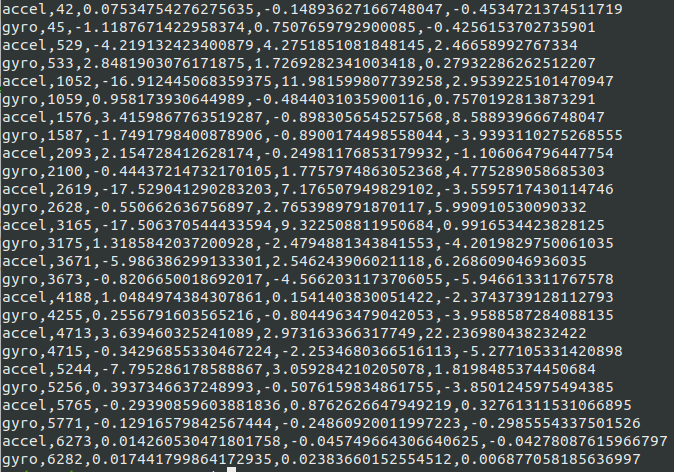 accel,42,0.07534754276275635,-0.14893627166748047,-0.4534721374511719
gyro,45,-1.1187671422958374,0.7507659792900085,-0.4256153702735901
accel,529,-4.219132423400879,4.2751851081848145,2.46658992767334
gyro,533,2.8481903076171875,1.7269282341003418,0.27932286262512207
accel,1052,-16.912445068359375,11.981599807739258,2.9539225101470947
gyro,1059,0.958173930644989,-0.4844031035900116,0.7570192813873291
accel,1576,3.4159867763519287,-0.8983056545257568,8.588939666748047
gyro,1587,-1.7491798400878906,-0.8900174498558044,-3.9393110275268555
accel,2093,2.154728412628174,-0.24981176853179932,-1.106064796447754
gyro,2100,-0.44437214732170105,1.7757974863052368,4.775289058685303
accel,2619,-17.529041290283203,7.176507949829102,-3.5595717430114746
gyro,2628,-0.550662636756897,2.7653989791870117,5.990910530090332
accel,3165,-17.506370544433594,9.322508811950684,0.9916534423828125
gyro,3175,1.3185842037200928,-2.4794881343841553,-4.2019829750061035
accel,3671,-5.986386299133301,2.546243906021118,6.268609046936035
gyro,3673,-0.8206650018692017,-4.5662031173706055,-5.946613311767578
accel,4188,1.0484974384307861,0.1541403830051422,-2.3743739128112793
gyro,4255,0.2556791603565216,-0.8044963479042053,-3.9588587284088135
accel,4713,3.639460325241089,2.973163366317749,22.236980438232422
gyro,4715,-0.34296855330467224,-2.2534680366516113,-5.277105331420898
accel,5244,-7.795286178588867,3.059284210205078,1.8198485374450684
gyro,5256,0.3937346637248993,-0.5076159834861755,-3.8501245975494385
accel,5765,-0.29390859603881836,0.8762626647949219,0.32761311531066895
gyro,5771,-0.12916579842567444,-0.24860920011997223,-0.2985554337501526
accel,6273,0.014260530471801758,-0.045749664306640625,-0.04278087615966797
gyro,6282,0.017441799864172935,0.02383660152554512,0.006877058185636997